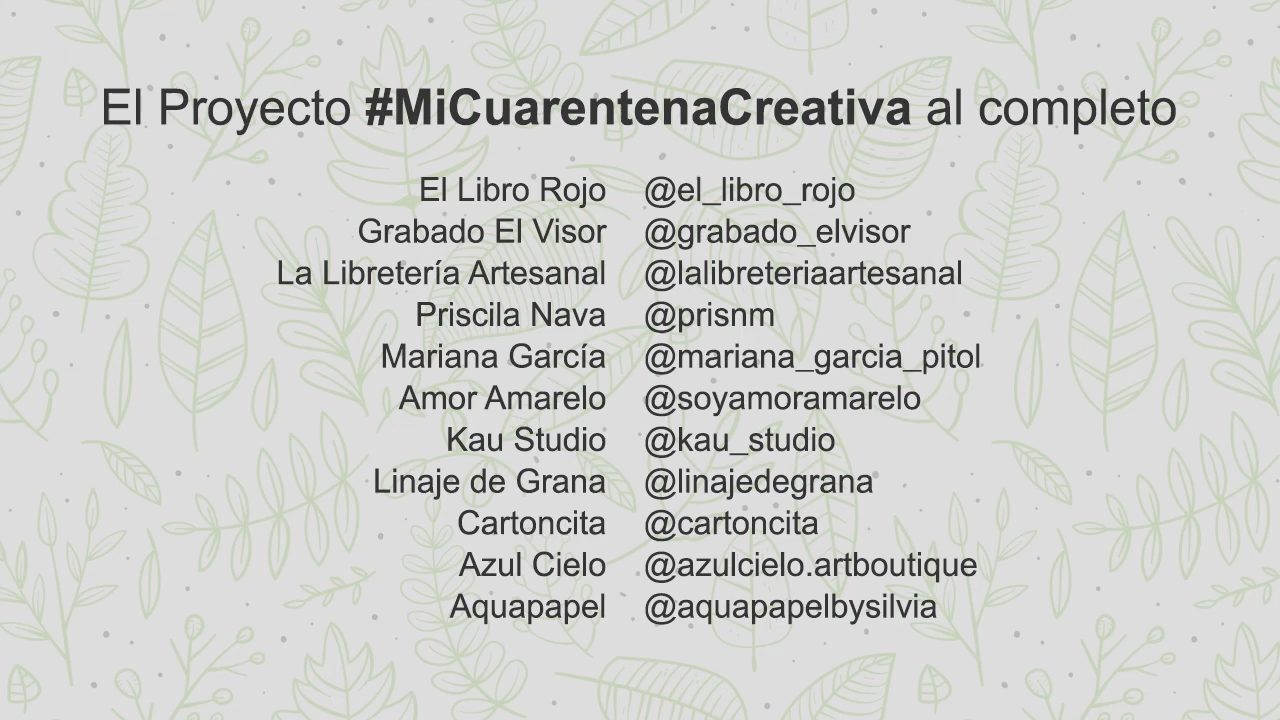 El Proyecto #MiCuarentenaCreativa al completo
El Libro Rojo @el_libro_rojo
Grabado El Visor @grabado_elvisor
La Libretería Artesanal @lalibreteriaartesanal
Priscila Nava @prisnm
Mariana García @mariana_garcia_pitol
Amor Amarelo @soyamoramarelo
Kau Studio @kau_studio
Linaje de Grana @linajedegrana
Cartoncita @cartoncita
Azul Cielo @azulcielo.artboutique
Aquapapel @aquapapelbysilvia